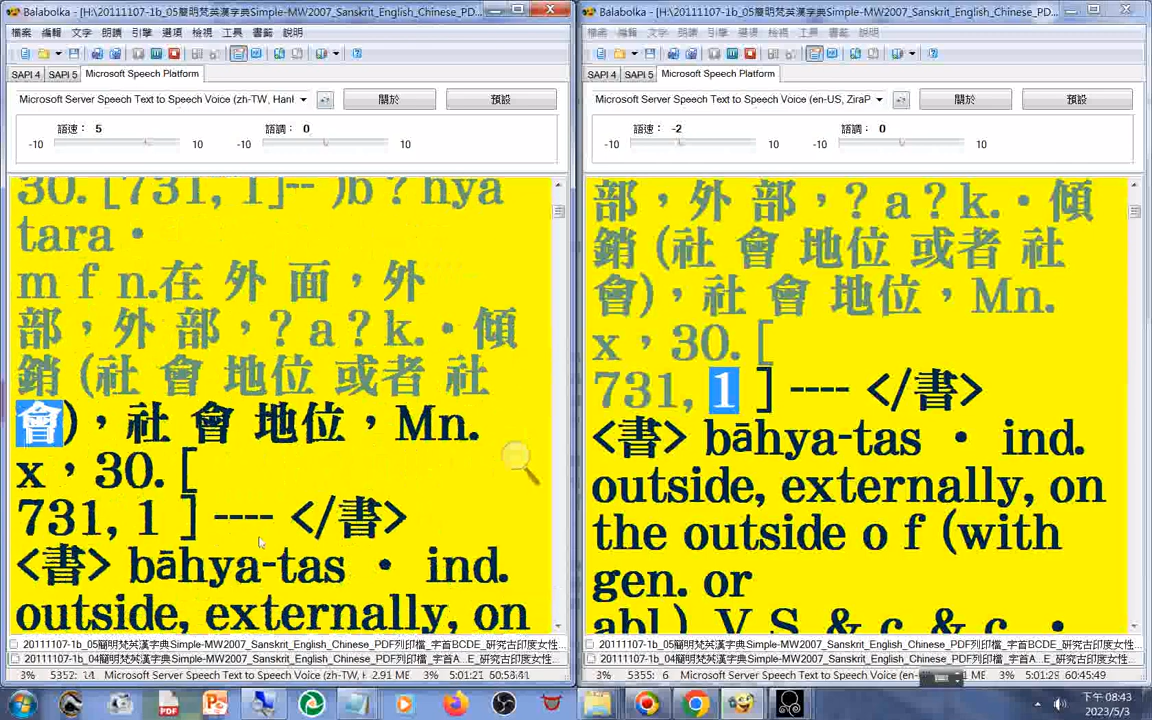 Balabolka - [H:\20111107-1b_05簡明梵英漢字典Simple-MW2007_Sanskrit_English_Chinese_PD...
檔案 編輯 文字 朗讀 引擎 選項 檢視 工具 書籤 說明
SAPI 4 SAPI 5 Microsoft Speech Platform
Microsoft Server Speech Text to Speech Voice (zh-TW, Hanl
關於
預設
語速： 5
語調： 0
-10 10 -10 10
30. [731, 1]-- )b ? hya
tara •
m f n.在 外 面，外
部，外 部，? a ? k.•傾
銷 (社 會 地位 或者 社
會)，社 會 地位，Mn.
x，30. [
731, 1 ] ---- </書>
<書> bāhya-tas • ind.
outside, externally, on
20111107-1b_05簡明梵英漢字典Simple-MW2007_Sanskrit_English_Chinese_PDF列印檔_字首BCDE_研究古印度女性...
20111107-1b_04簡明梵英漢字典Simple-MW2007_Sanskrit_English_Chinese_PDF列印檔_字首A...E_研究古印度女性...
3% 5352: 1/1 Microsoft Server Speech Text to Speech Voice (zh-TW, 2.91 MB 3% 5:01:21 50:58:41
Balabolka - [H:\20111107-1b_05簡明梵英漢字典Simple-MW2007_Sanskrit_English_Chinese_PD...
檔案 編輯 文字 朗讀 引擎 選項 檢視 工具 書籤 說明
SAPI 4 SAPI 5 Microsoft Speech Platform
Microsoft Server Speech Text to Speech Voice (en-US, ZiraP
關於
預設
語速： -2
語調： 0
-10 10 -10 10
部，外 部，? a ? k.•傾
銷 (社 會 地位 或者 社
會)，社 會 地位，Mn.
x，30. [
731, 1 ] ---- </書>
<書> bāhya-tas • ind.
outside, externally, on
the outside o f (with
gen. or
abl.), V S. & c. & c. •
20111107-1b_05簡明梵英漢字典Simple-MW2007_Sanskrit_English_Chinese_PDF列印檔_字首BCDE_研究古印度女性...
20111107-1b_04簡明梵英漢字典Simple-MW2007_Sanskrit_English_Chinese_PDF列印檔_字首A...E_研究古印度女性...
3% 5355: 6 Microsoft Server Speech Text to Speech Voice (en-US, 3% 5:01:29 60:45:49
PDF
下午 08:43
2023/5/3